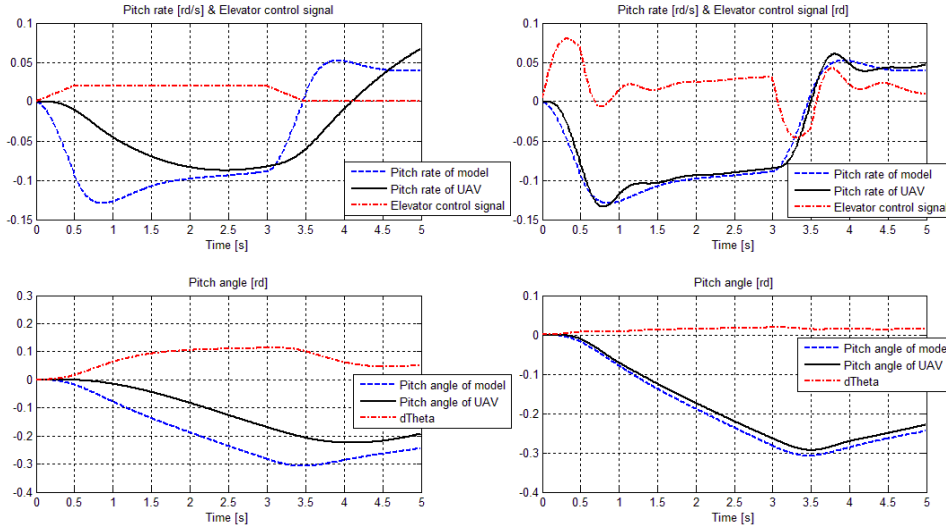 Pitch rate [rd/s] & Elevator control signal
0.1
0.05
0
-0.05
-0.1
-0.15
Pitch rate of model
Pitch rate of UAV
Elevator control signal
0 0.5 1 1.5 2 2.5 3 3.5 4 4.5 5
Time [s]
Pitch rate [rd/s] & Elevator control signal [rd]
0.1
0.05
0
-0.05
-0.1
-0.15
Pitch rate of model
Pitch rate of UAV
Elevator control signal
0 0.5 1 1.5 2 2.5 3 3.5 4 4.5 5
Time [s]
Pitch angle [rd]
0.3
0.2
0.1
0
-0.1
-0.2
-0.3
-0.4
Pitch angle of model
Pitch angle of UAV
dTheta
0 0.5 1 1.5 2 2.5 3 3.5 4 4.5 5
Time [s]
Pitch angle [rd]
0.1
0
-0.1
-0.2
-0.3
-0.4
Pitch angle of model
Pitch angle of UAV
dTheta
0 0.5 1 1.5 2 2.5 3 3.5 4 4.5 5
Time [s]